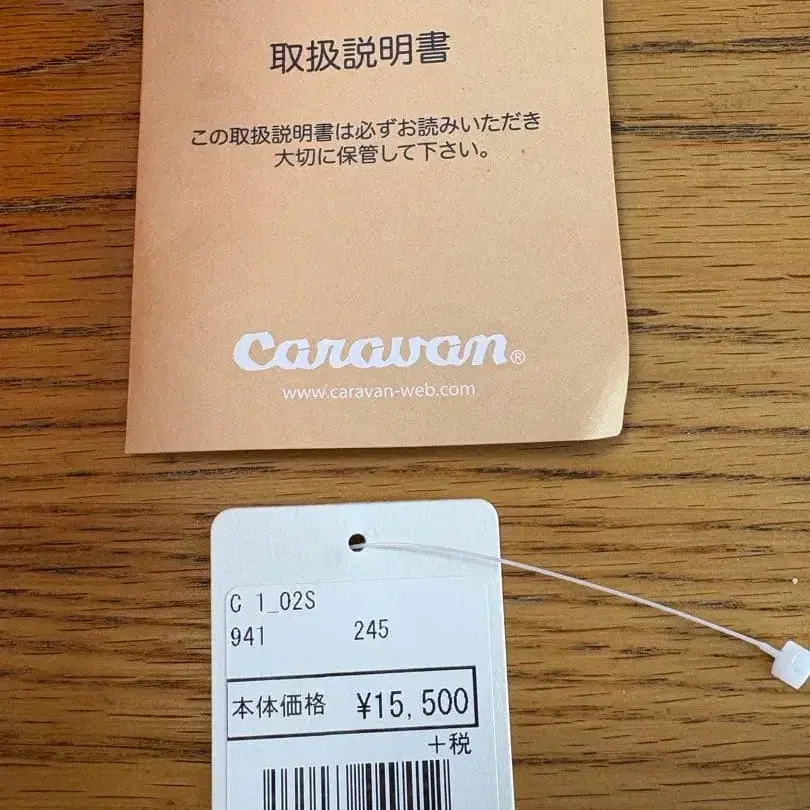 取扱説明書
この取扱説明書は必ずお読みいただき
大切に保管して下さい。
Caravan®
www.caravan-web.com
C 1_02S
941 245
本体価格 ¥15,500
+税